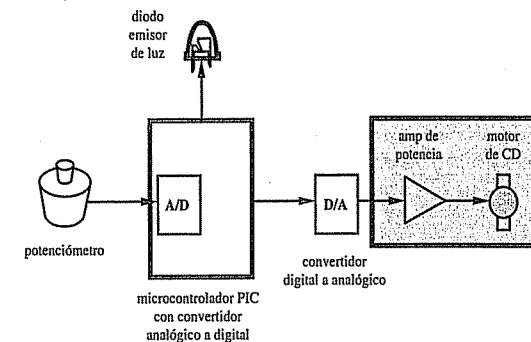 diodo
emisor
de luz
amp de
potencia
motor
de CD
A/D
D/A
potenciómetro
convertidor
digital a analógico
microcontrolador PIC
con convertidor
analógico a digital